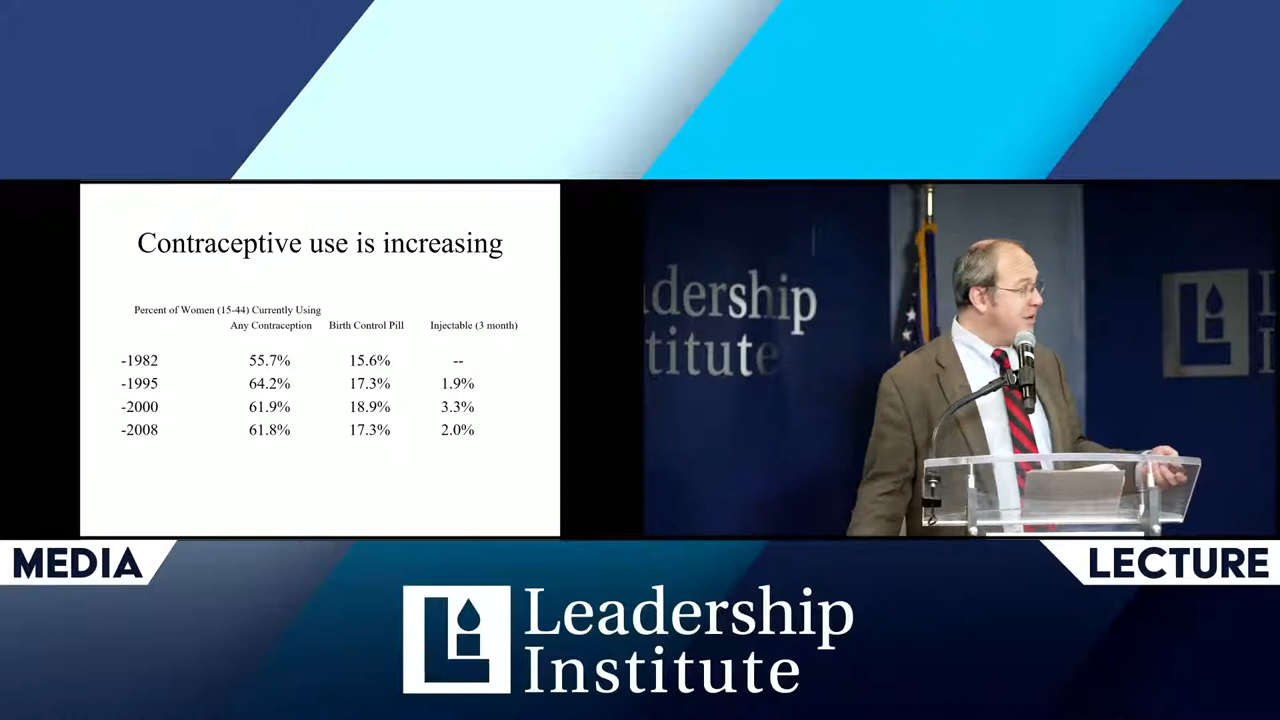 Contraceptive use is increasing
Percent of Women (15-44) Currently Using
Any Contraception Birth Control Pill Injectable (3 month)
-1982 55.7% 15.6% --
-1995 64.2% 17.3% 1.9%
-2000 61.9% 18.9% 3.3%
-2008 61.8% 17.3% 2.0%
dership
titute
MEDIA
LECTURE
Leadership
Institute